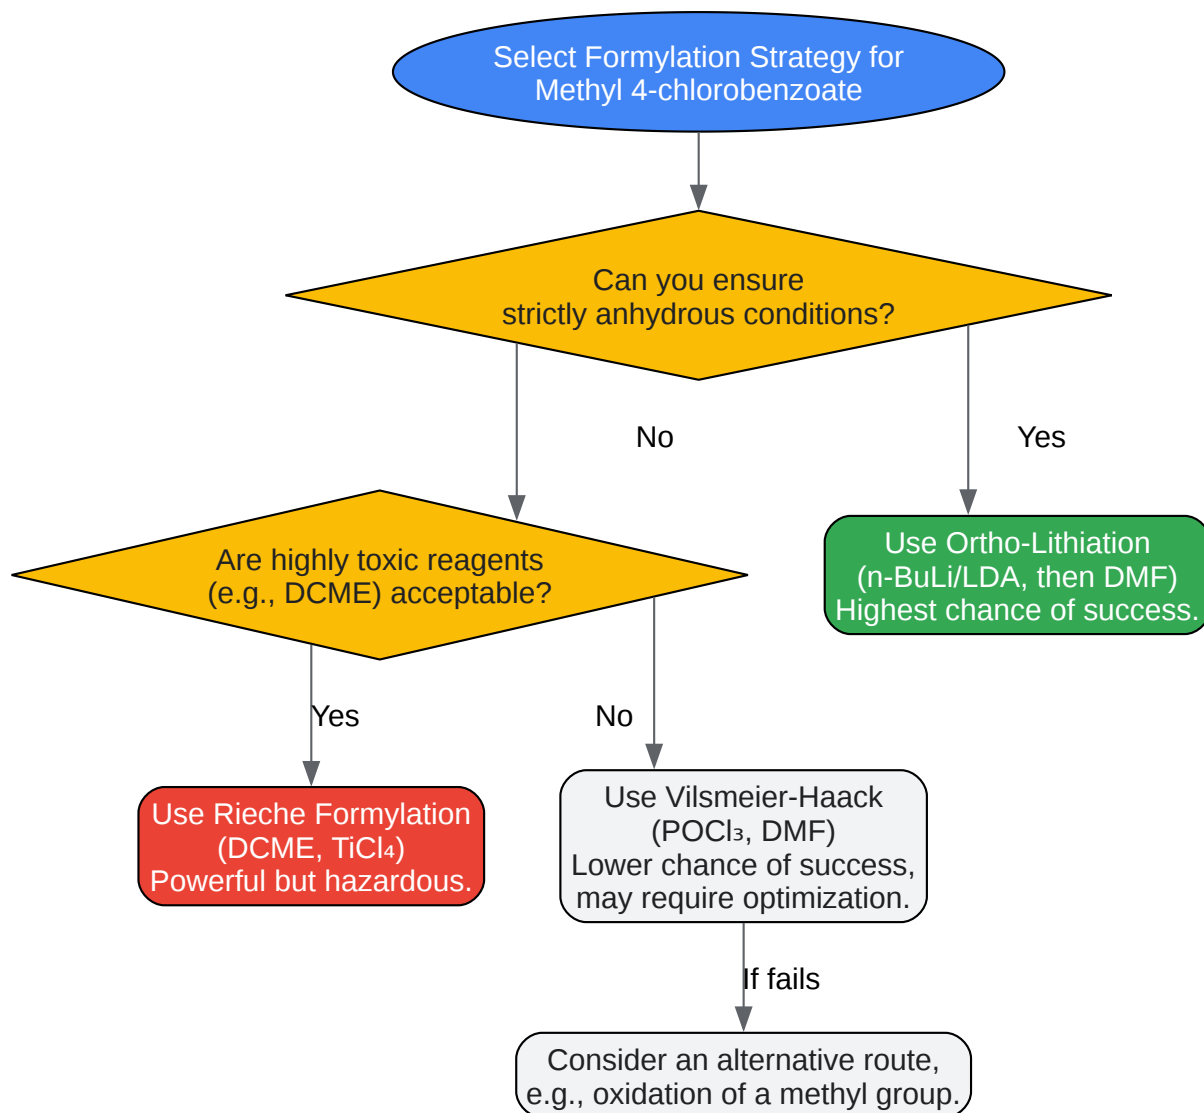 Select Formylation Strategy for
Methyl 4-chlorobenzoate
Can you ensure
strictly anhydrous conditions?
No
Yes
Are highly toxic reagents
(e.g., DCME) acceptable?
Use Ortho-Lithiation
(n-BuLi/LDA, then DMF)
Highest chance of success.
Yes
No
Use Rieche Formylation
(DCME, TiCl₄)
Powerful but hazardous.
Use Vilsmeier-Haack
(POCl₃, DMF)
Lower chance of success,
may require optimization.
If fails
Consider an alternative route,
e.g., oxidation of a methyl group.